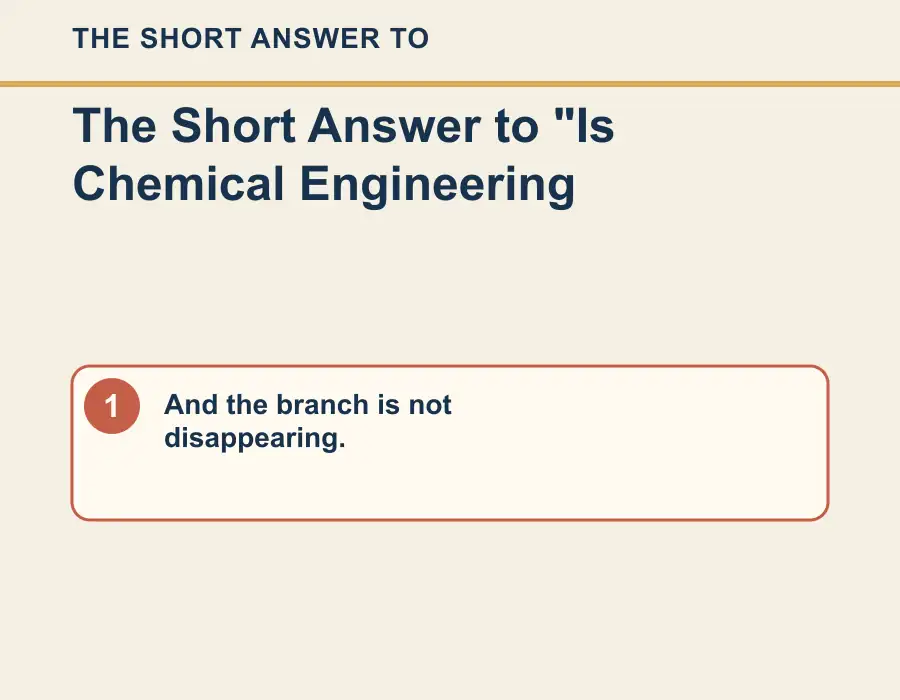 THE SHORT ANSWER TO
The Short Answer to "Is
Chemical Engineering
1
And the branch is not
disappearing.